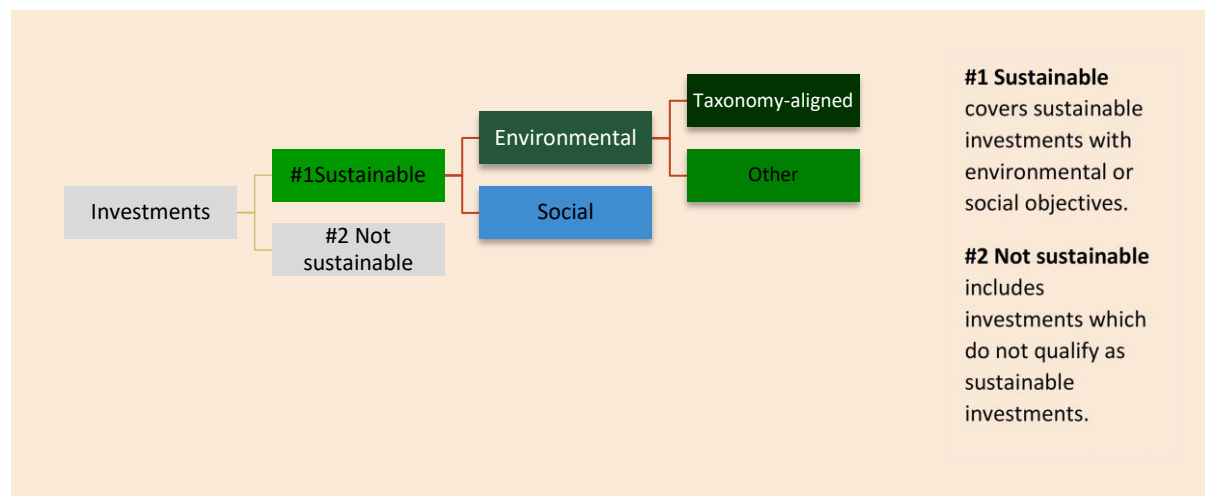 Investments
#1Sustainable
#2 Not
sustainable
Environmental
Social
Taxonomy-aligned
Other
#1 Sustainable
covers sustainable
investments with
environmental or
social objectives.
#2 Not sustainable
includes
investments which
do not qualify as
sustainable
investments.